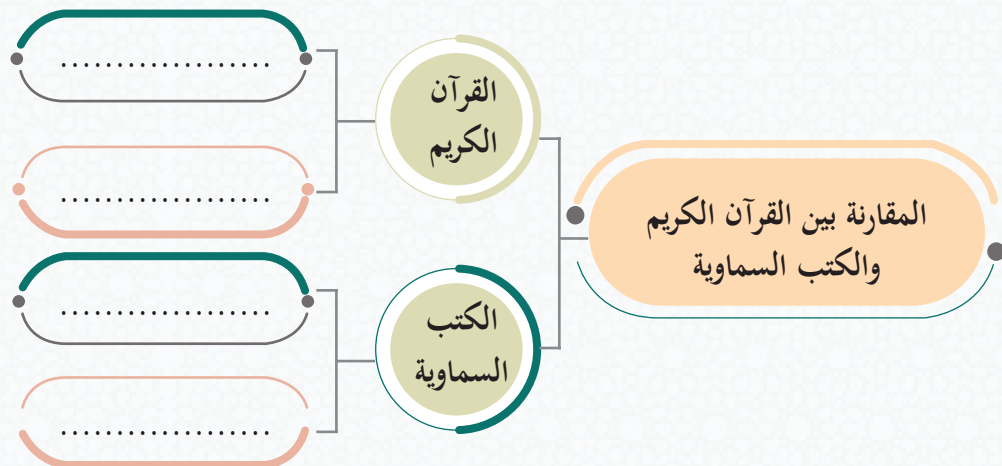 المقارنة بين القرآن الكريم
والكتب السماوية
القرآن
الكريم
....................
....................
الكتب
السماوية
....................
....................